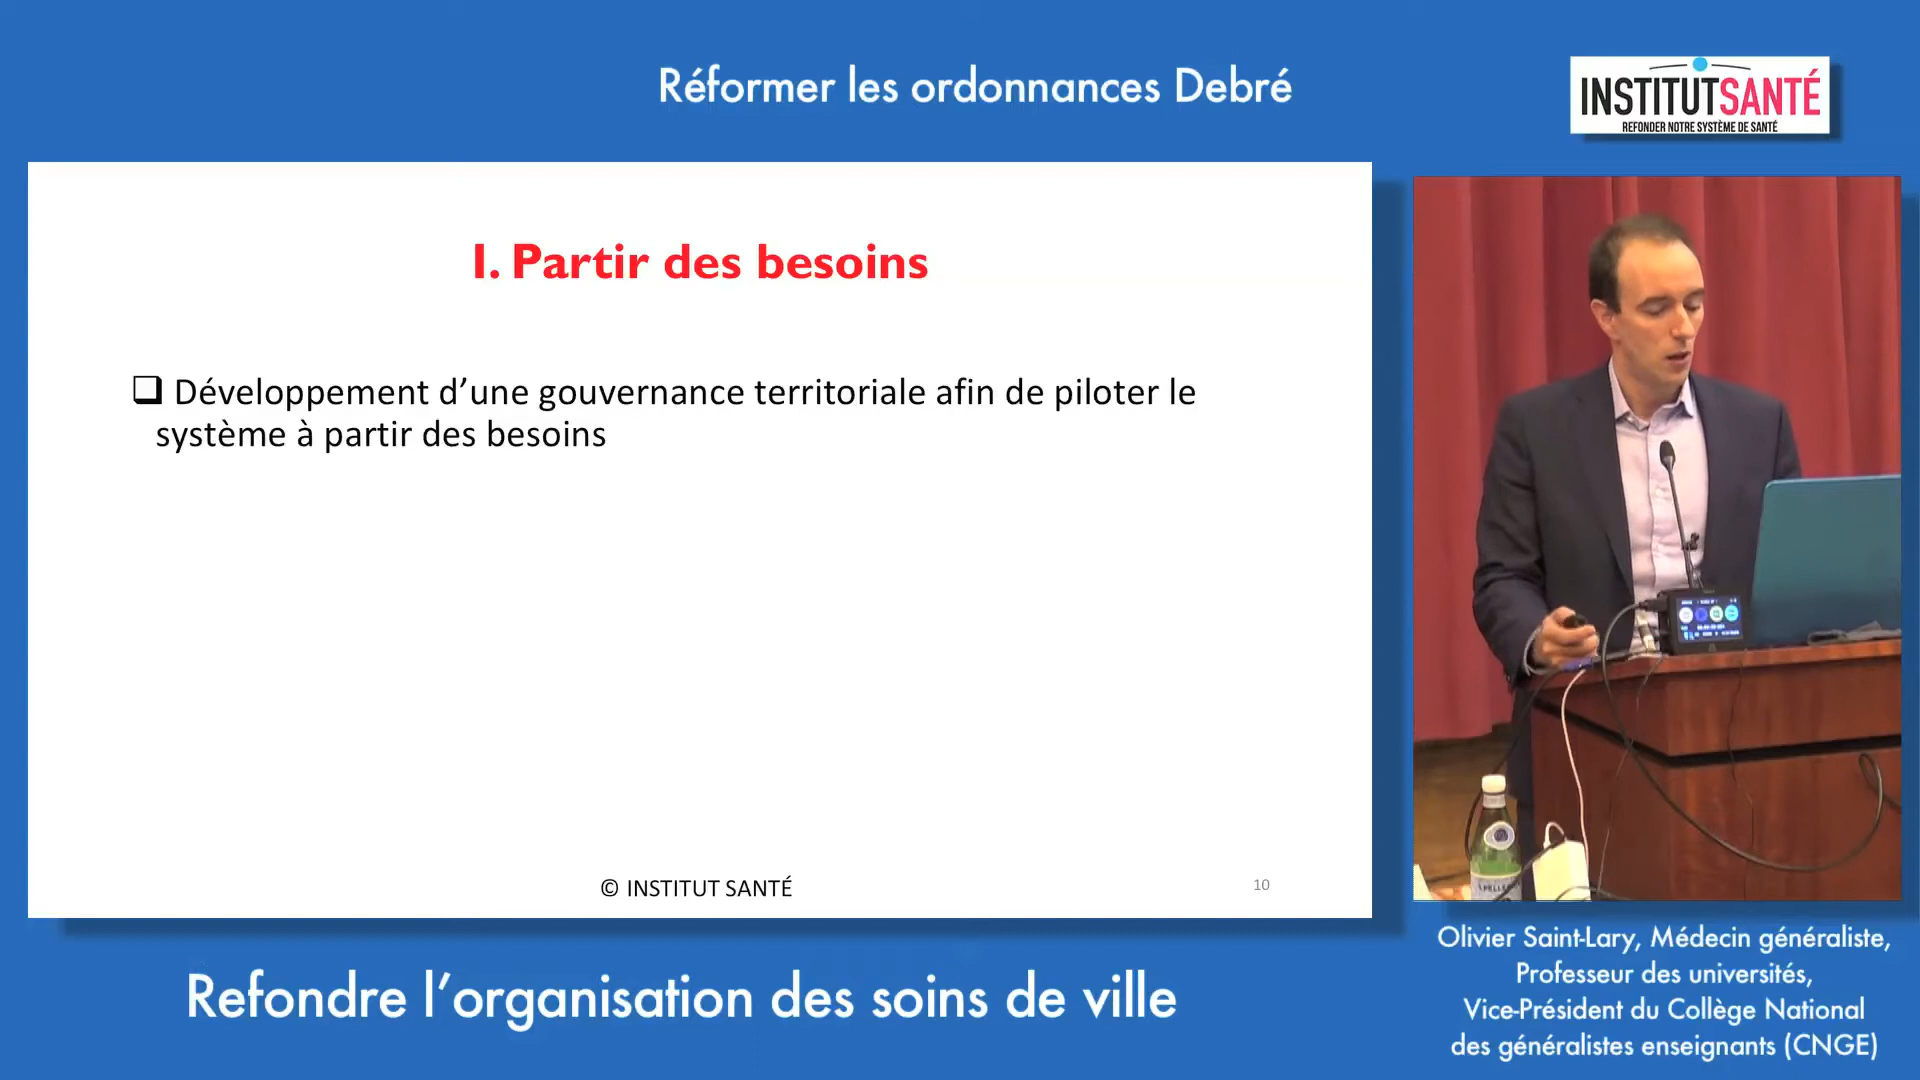 Réformer les ordonnances Debré
INSTITUTSANTÉ
REFONDER NOTRE SYSTÈME DE SANTÉ
I. Partir des besoins
❑ Développement d’une gouvernance territoriale afin de piloter le
système à partir des besoins
© INSTITUT SANTÉ
10
Refondre l’organisation des soins de ville
Olivier Saint-Lary, Médecin généraliste,
Professeur des universités,
Vice-Président du Collège National
des généralistes enseignants (CNGE)